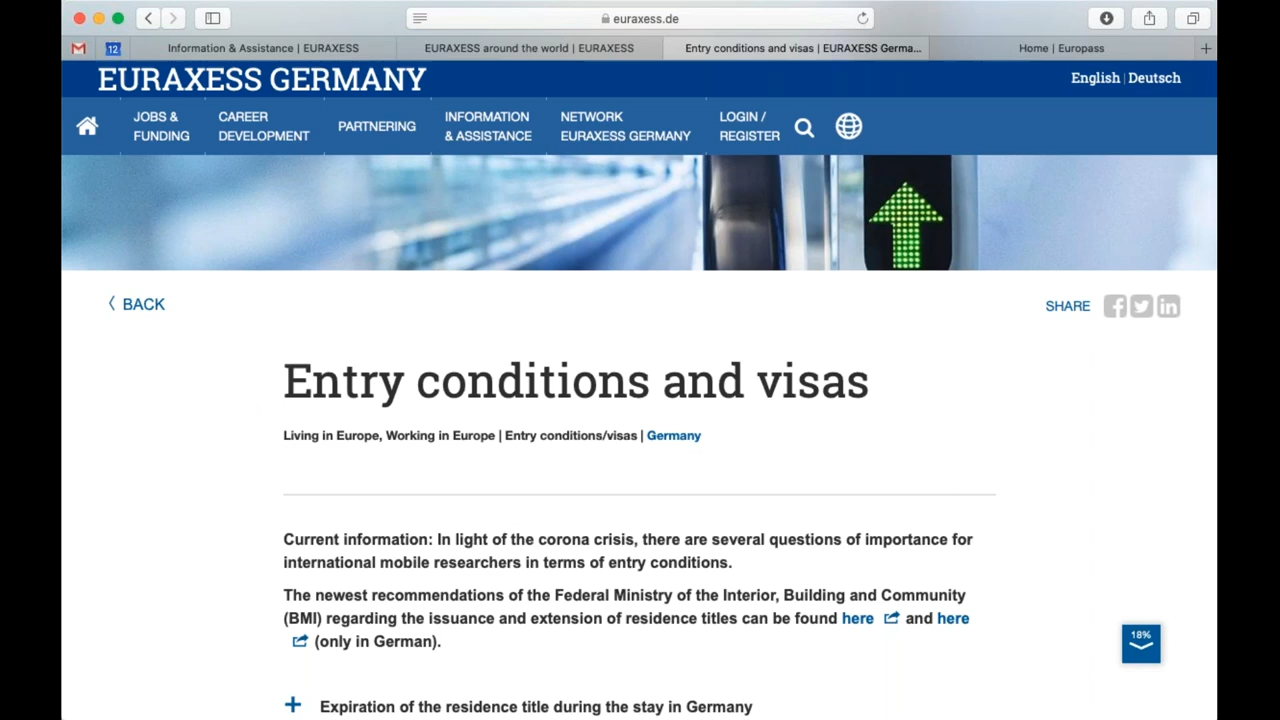 euraxess.de
12
Information & Assistance | EURAXESS
EURAXESS around the world | EURAXESS
Entry conditions and visas | EURAXESS Germa...
Home | Europass
EURAXESS GERMANY
English | Deutsch
JOBS & FUNDING
CAREER DEVELOPMENT
PARTNERING
INFORMATION & ASSISTANCE
NETWORK EURAXESS GERMANY
LOGIN / REGISTER
BACK
SHARE
Entry conditions and visas
Living in Europe, Working in Europe | Entry conditions/visas | Germany
Current information: In light of the corona crisis, there are several questions of importance for
international mobile researchers in terms of entry conditions.
The newest recommendations of the Federal Ministry of the Interior, Building and Community
(BMI) regarding the issuance and extension of residence titles can be found here and here
(only in German).
18%
Expiration of the residence title during the stay in Germany